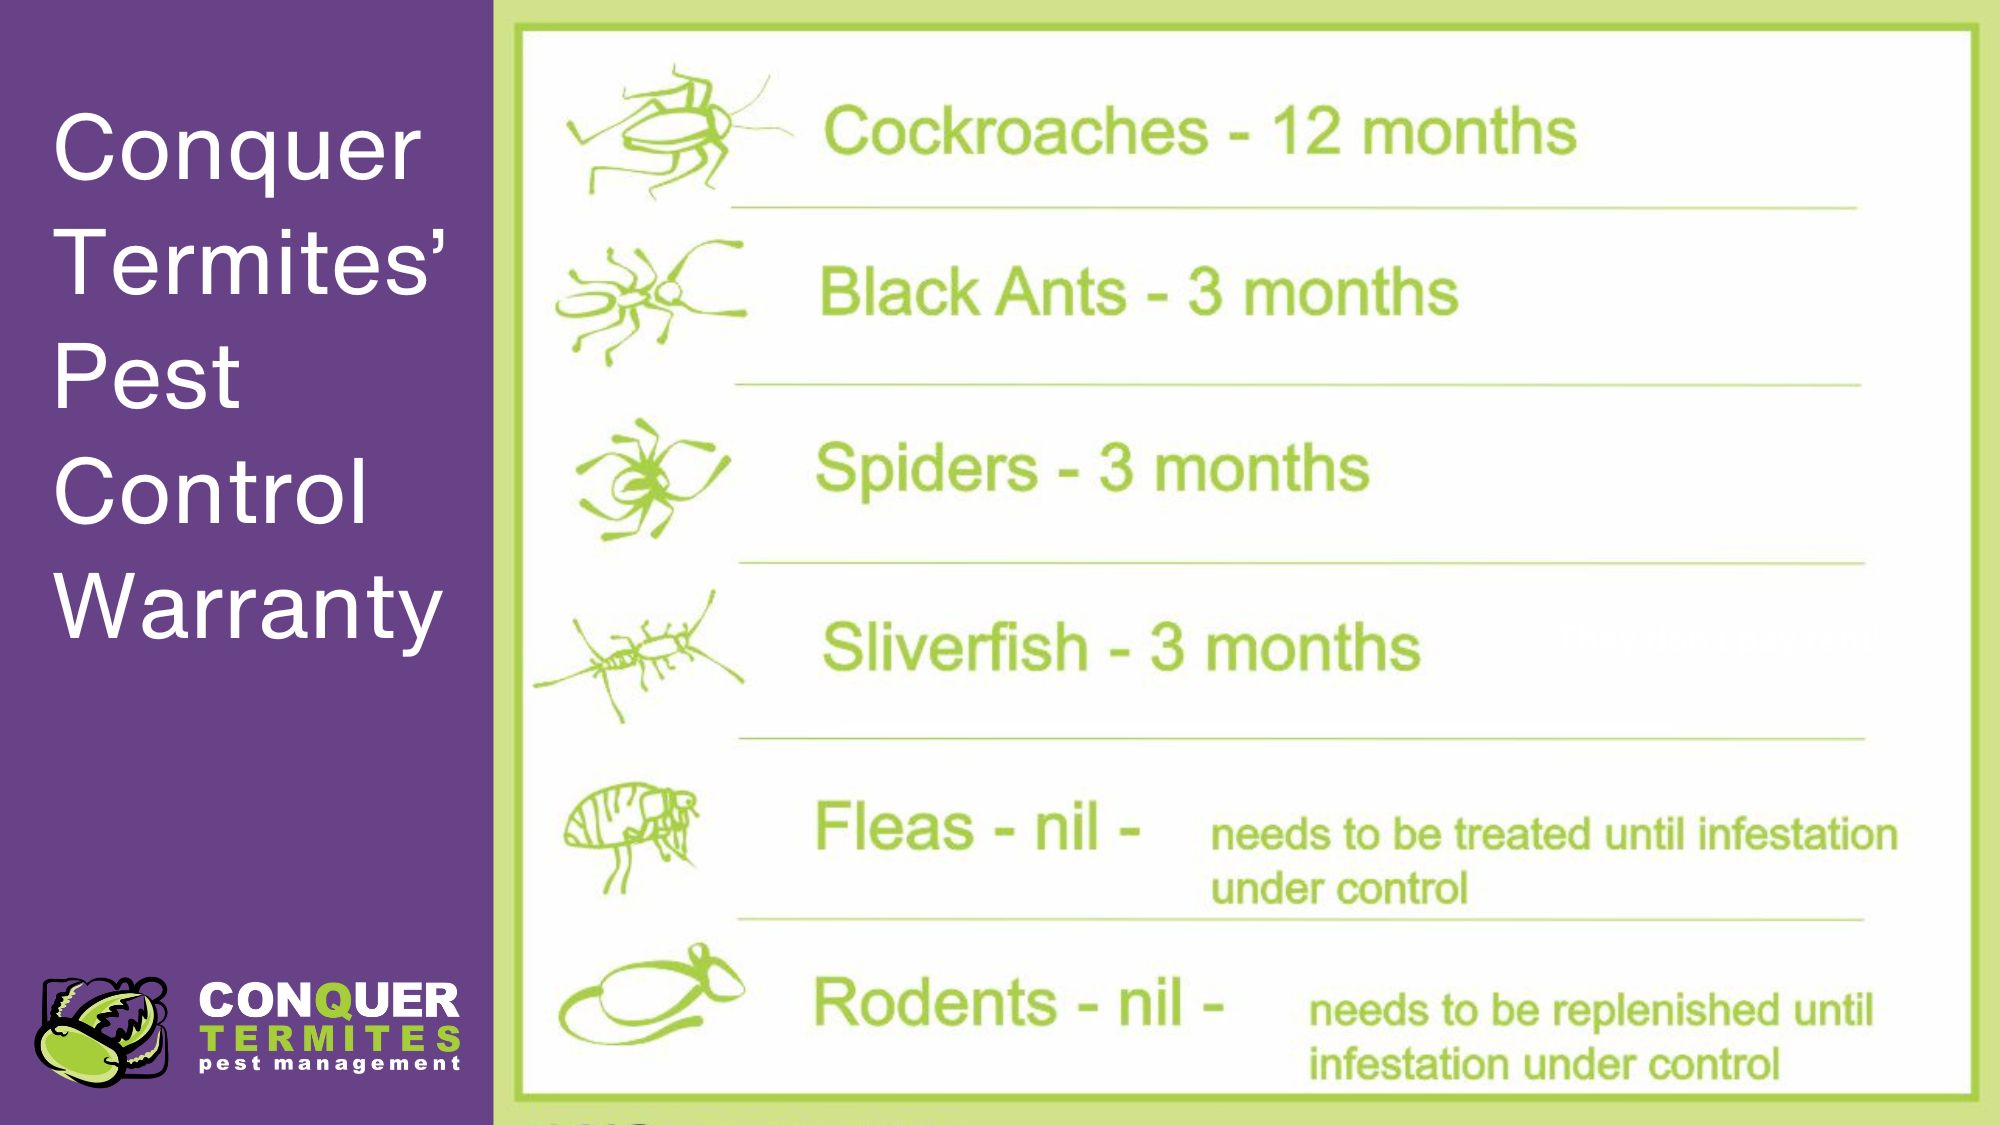 Conquer
Termites’
Pest
Control
Warranty
CONQUER
TERMITES
pest management
Cockroaches - 12 months
Black Ants - 3 months
Spiders - 3 months
Sliverfish - 3 months
Fleas - nil - needs to be treated until infestation
under control
Rodents - nil - needs to be replenished until
infestation under control